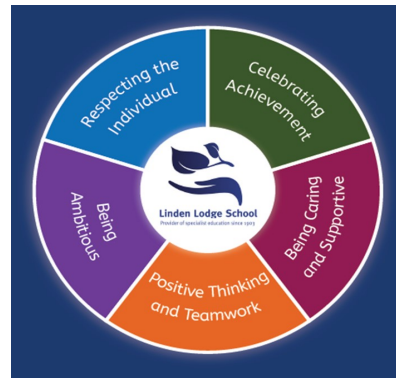 Respecting the
Individual
Celebrating
Achievement
Being Caring
and Supportive
Positive Thinking
and Teamwork
Being
Ambitious
Linden Lodge School
Provider of specialist education since 1903